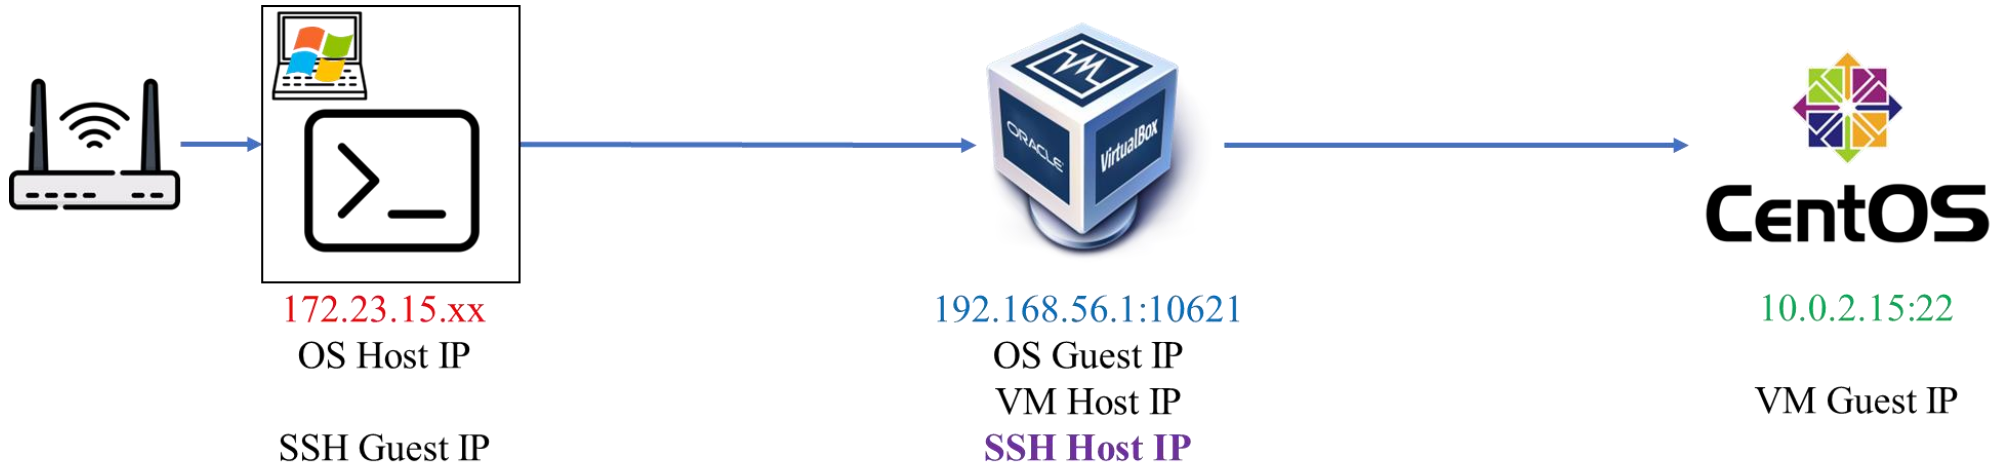 ORACLE
VirtualBox
CentOS
172.23.15.xx
OS Host IP
SSH Guest IP
192.168.56.1:10621
OS Guest IP
VM Host IP
SSH Host IP
10.0.2.15:22
VM Guest IP